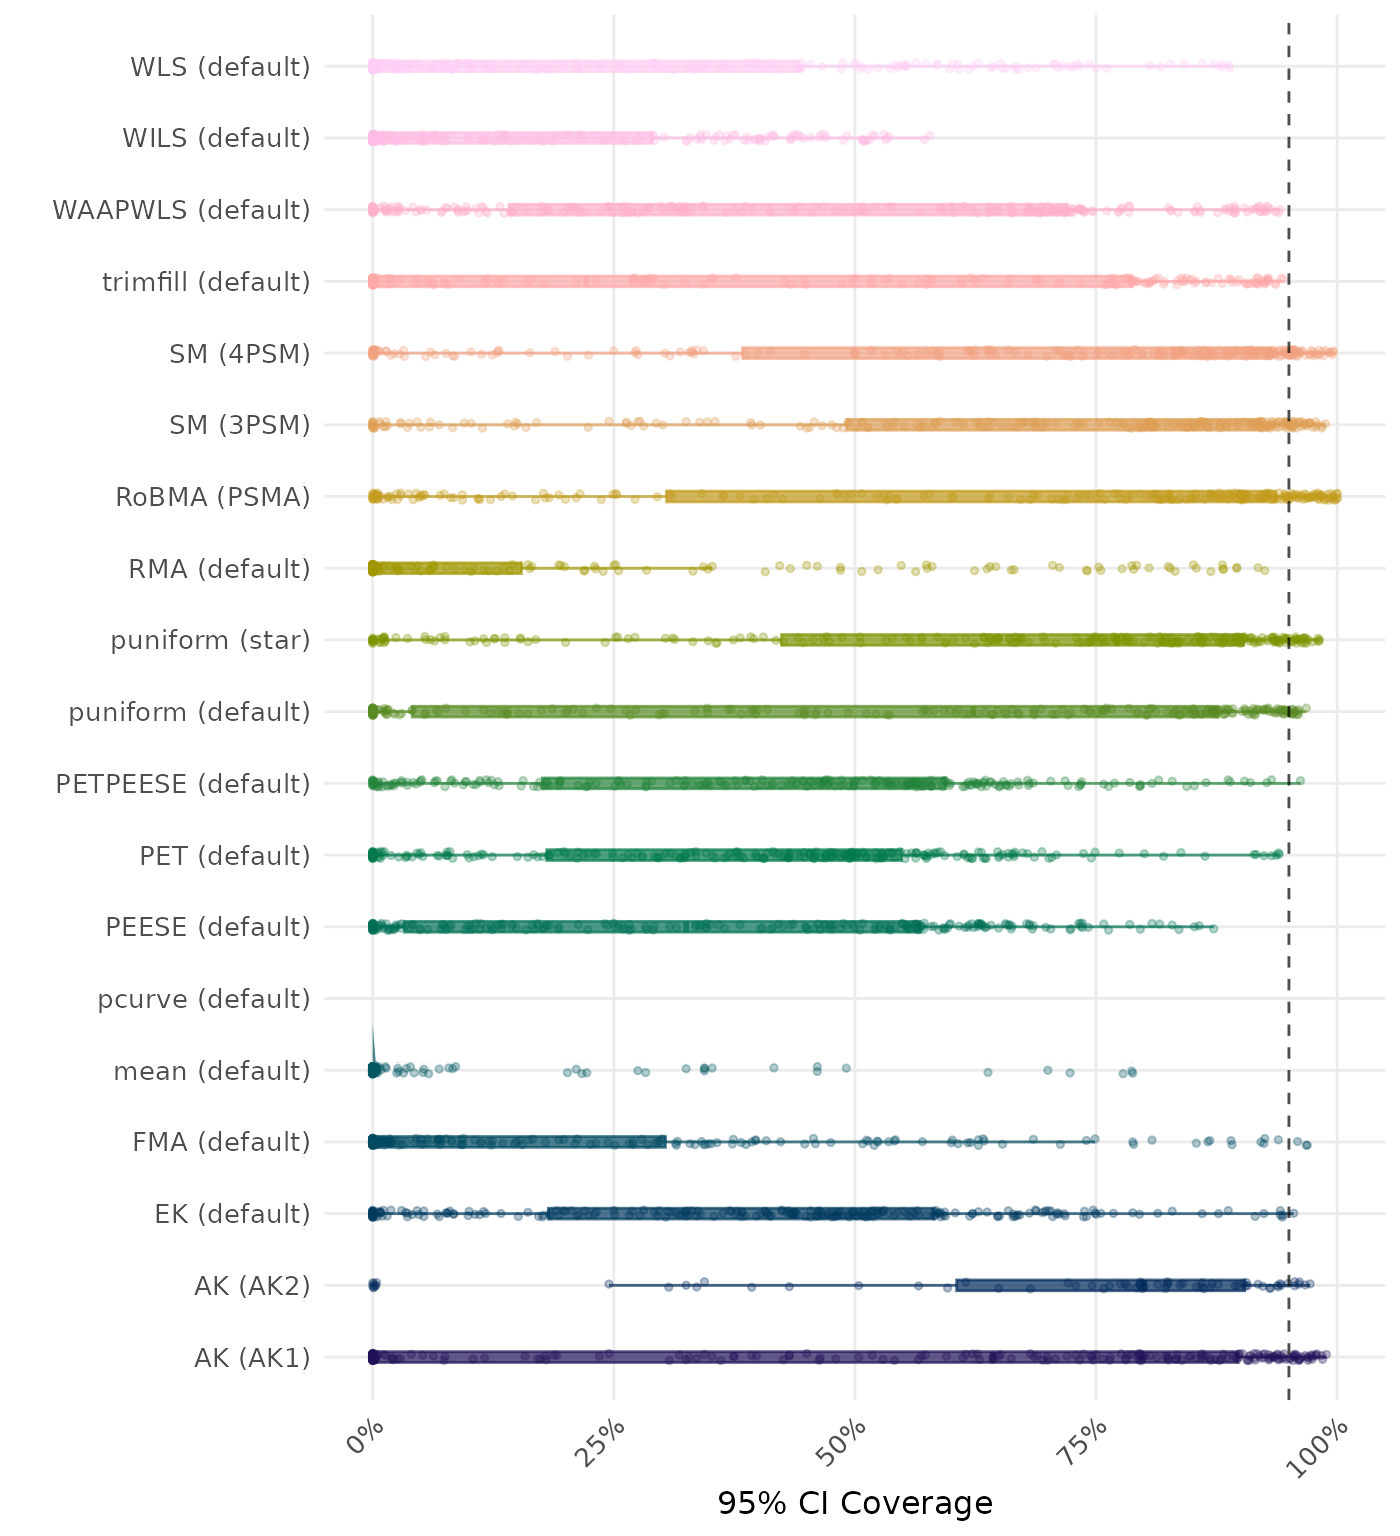 WLS (default)
WILS (default)
WAAPWLS (default)
trimfill (default)
SM (4PSM)
SM (3PSM)
RoBMA (PSMA)
RMA (default)
puniform (star)
puniform (default)
PETPEESE (default)
PET (default)
PEESE (default)
pcurve (default)
mean (default)
FMA (default)
EK (default)
AK (AK2)
AK (AK1)
0%
25%
50%
75%
100%
95% CI Coverage